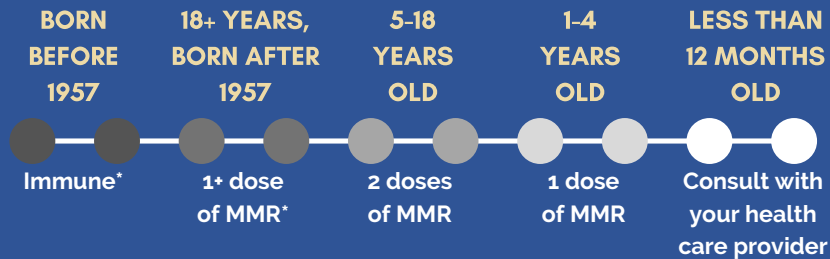 BORN
BEFORE
1957
18+ YEARS,
BORN AFTER
1957
5-18
YEARS
OLD
1-4
YEARS
OLD
LESS THAN
12 MONTHS
OLD
Immune*
1+ dose
of MMR*
2 doses
of MMR
1 dose
of MMR
Consult with
your health
care provider